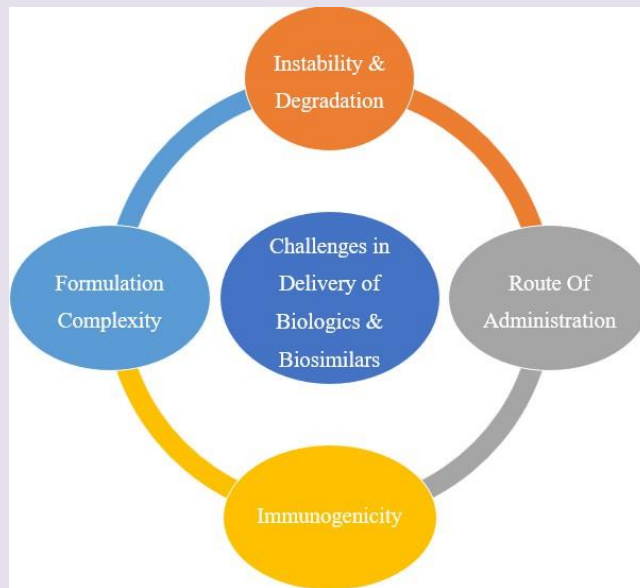 Instability &
Degradation
Formulation
Complexity
Challenges in
Delivery of
Biologics &
Biosimilars
Route Of
Administration
Immunogenicity